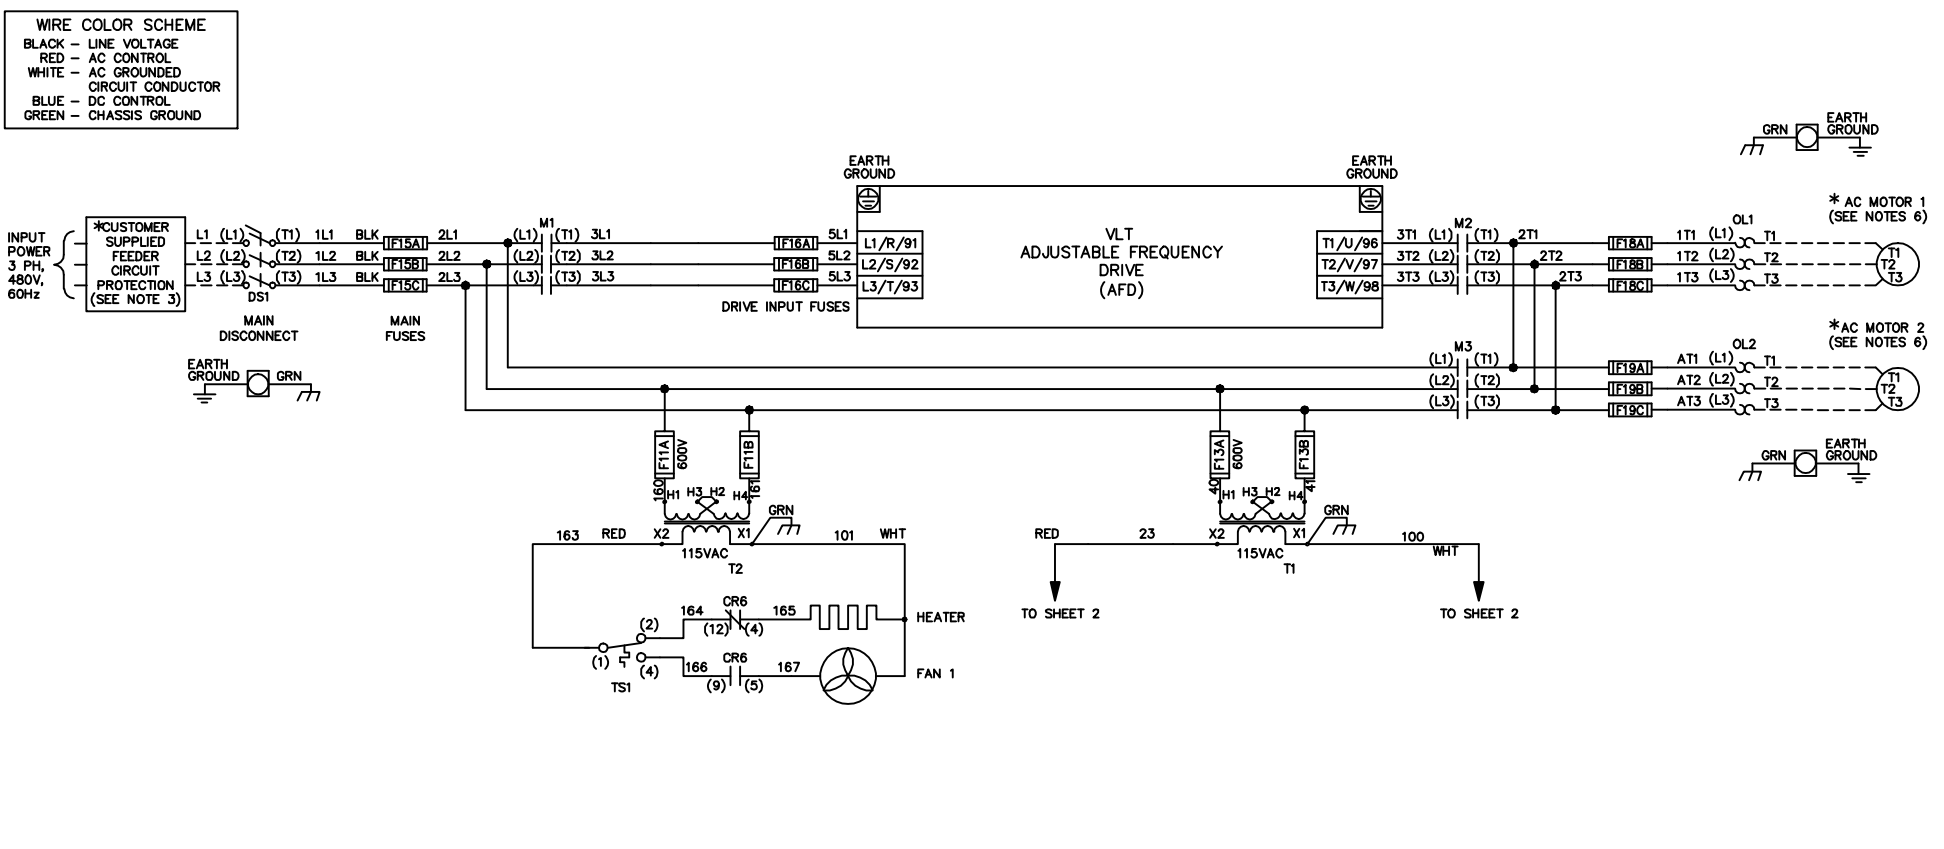 WIRE COLOR SCHEME
BLACK – LINE VOLTAGE
RED – AC CONTROL
WHITE – AC GROUNDED
CIRCUIT CONDUCTOR
BLUE – DC CONTROL
GREEN – CHASSIS GROUND
INPUT
POWER
3 PH,
480V,
60Hz
*CUSTOMER
SUPPLIED
FEEDER
CIRCUIT
PROTECTION
(SEE NOTE 3)
L1 (L1) (T1) 1L1 BLK F15A 2L1
L2 (L2) (T2) 1L2 BLK F15B 2L2
L3 (L3) (T3) 1L3 BLK F15C 2L3
DS1
MAIN
DISCONNECT
MAIN
FUSES
EARTH
GROUND
GRN
M1
(L1) (T1) 3L1 F16A 5L1
(L2) (T2) 3L2 F16B 5L2
(L3) (T3) 3L3 F16C 5L3
DRIVE INPUT FUSES
EARTH
GROUND
L1/R/91
L2/S/92
L3/T/93
VLT
ADJUSTABLE FREQUENCY
DRIVE
(AFD)
EARTH
GROUND
T1/U/96
T2/V/97
T3/W/98
M2
3T1 (L1) (T1) 2T1 F18A 1T1 (L1) T1
3T2 (L2) (T2) 2T2 F18B 1T2 (L2) T2
3T3 (L3) (T3) 2T3 F18C 1T3 (L3) T3
OL1
GRN
EARTH
GROUND
* AC MOTOR 1
(SEE NOTES 6)
T1
T2
T3
M3
(L1) (T1) F19A AT1 (L1) T1
(L2) (T2) F19B AT2 (L2) T2
(L3) (T3) F19C AT3 (L3) T3
OL2
* AC MOTOR 2
(SEE NOTES 6)
T1
T2
T3
GRN
EARTH
GROUND
F11A
600V
F11B
160
161
H1 H3 H2 H4
GRN
163 RED X2 X1 101 WHT
115VAC
T2
F13A
600V
F13B
40
41
H1 H3 H2 H4
GRN
RED 23 X2 X1 100
WHT
115VAC
T1
TO SHEET 2
TO SHEET 2
CR6
164 165
(12) (4)
HEATER
(2)
(1)
(4)
TS1
CR6
166 167
(9) (5)
FAN 1